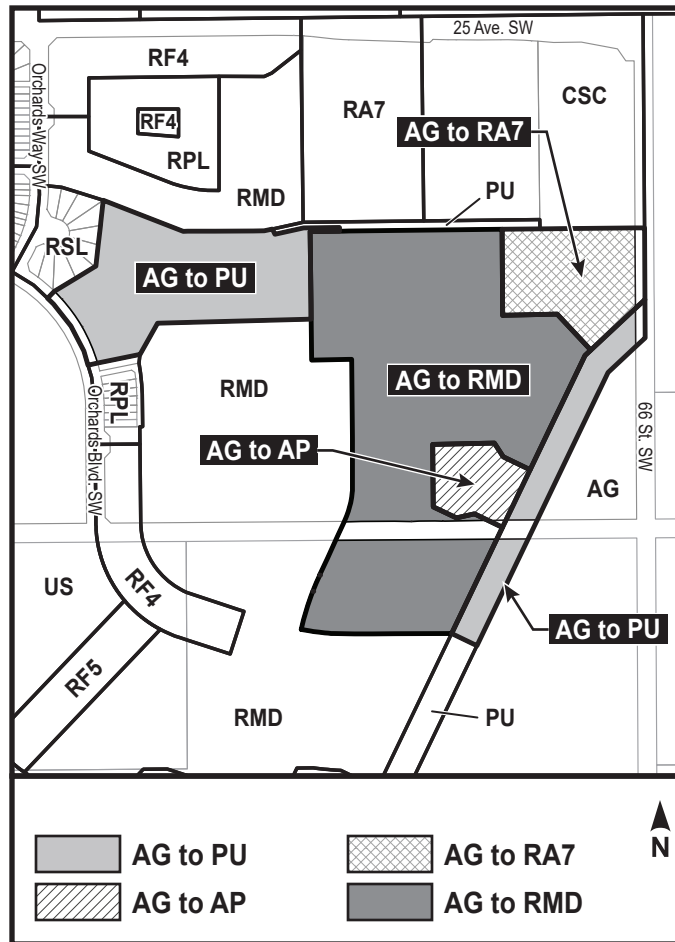 25 Ave. SW
RF4
Orchards Way SW
RA7
CSC
RF4
AG to RA7
RPL
RMD
PU
RSL
AG to PU
AG to RMD
RMD
RPL
Orchards Blvd. SW
66 St. SW
AG to AP
AG
US
RF4
AG to PU
RF5
RMD
PU
AG to PU
AG to RA7
AG to AP
AG to RMD
N